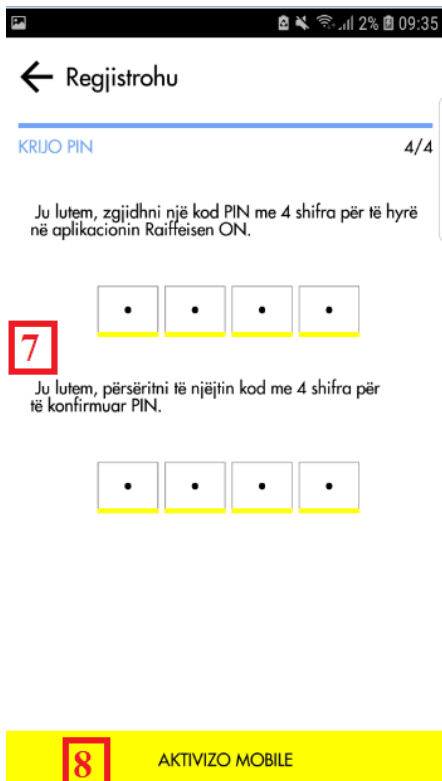 2% 09:35
Regjistrohu
KRIJO PIN 4/4
Ju lutem, zgjidhni një kod PIN me 4 shifra për të hyrë
në aplikacionin Raiffeisen ON.
7
Ju lutem, përsëritni të njëjtin kod me 4 shifra për
të konfirmuar PIN.
8 AKTIVIZO MOBILE